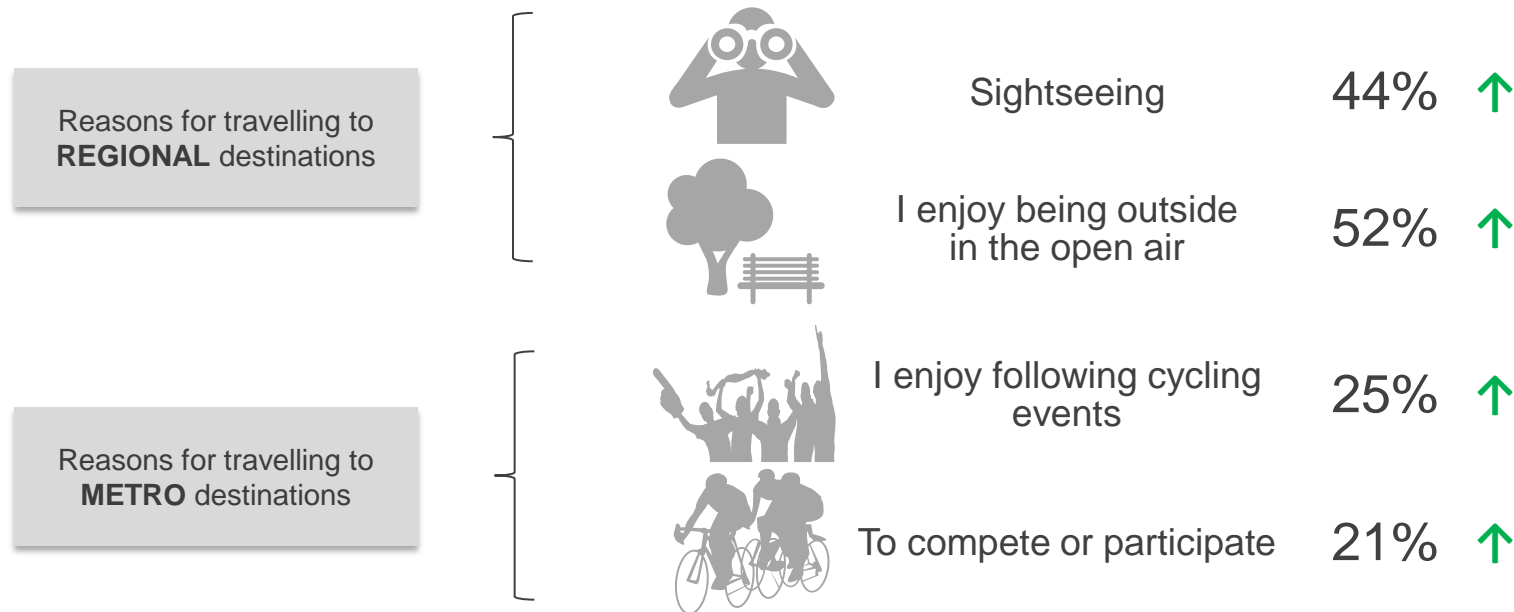 Reasons for travelling to
REGIONAL destinations
Sightseeing
44%
I enjoy being outside
in the open air
52%
Reasons for travelling to
METRO destinations
I enjoy following cycling
events
25%
To compete or participate
21%